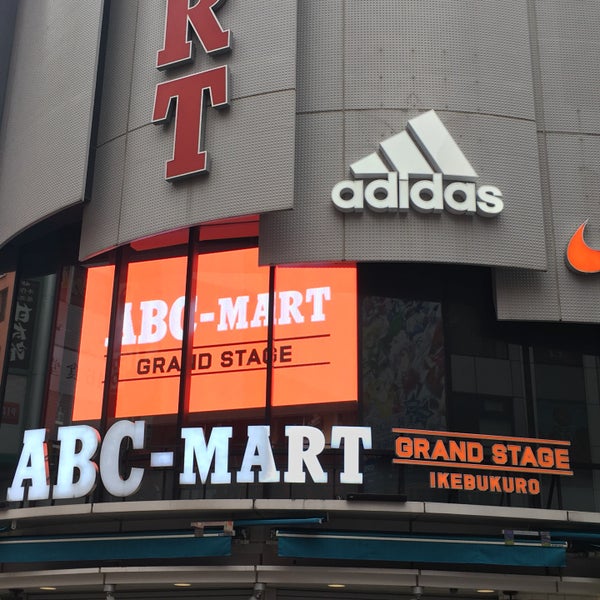 RT
adidas
ABC-MART
GRAND STAGE
ABC-MART
GRAND STAGE
IKEBUKURO